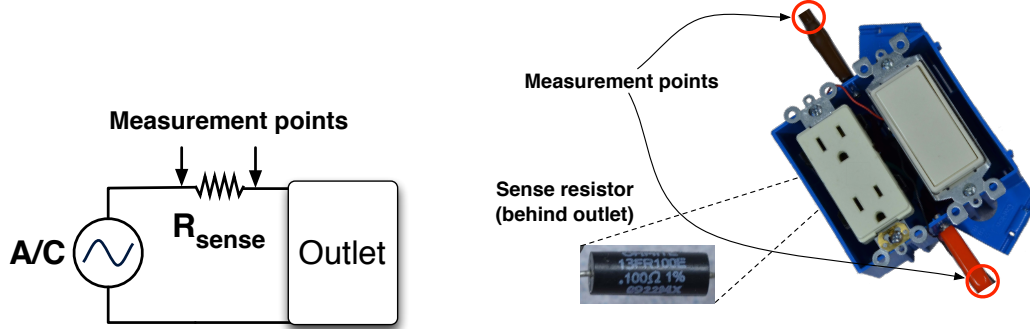 Measurement points
A/C
R
sense
Outlet
Measurement points
Sense resistor
(behind outlet)
13FR100E
.100Ω 1%